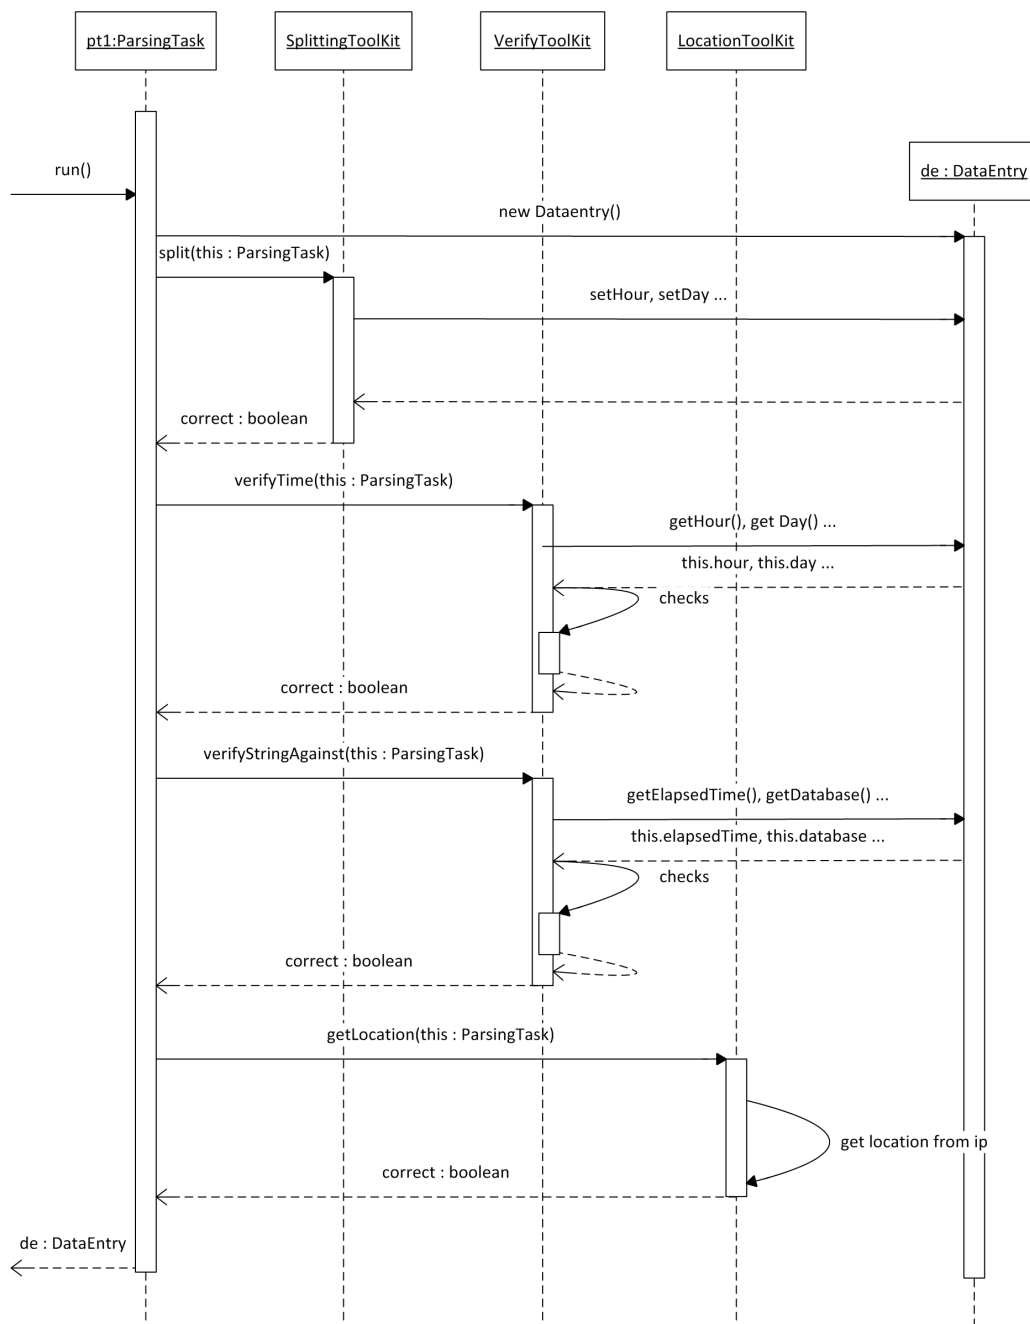 pt1:ParsingTask
SplittingToolKit
VerifyToolKit
LocationToolKit
de : DataEntry
run()
new Dataentry()
split(this : ParsingTask)
setHour, setDay ...
correct : boolean
verifyTime(this : ParsingTask)
getHour(), get Day() ...
this.hour, this.day ...
checks
correct : boolean
verifyStringAgainst(this : ParsingTask)
getElapsedTime(), getDatabase() ...
this.elapsedTime, this.database ...
checks
correct : boolean
getLocation(this : ParsingTask)
get location from ip
correct : boolean
de : DataEntry